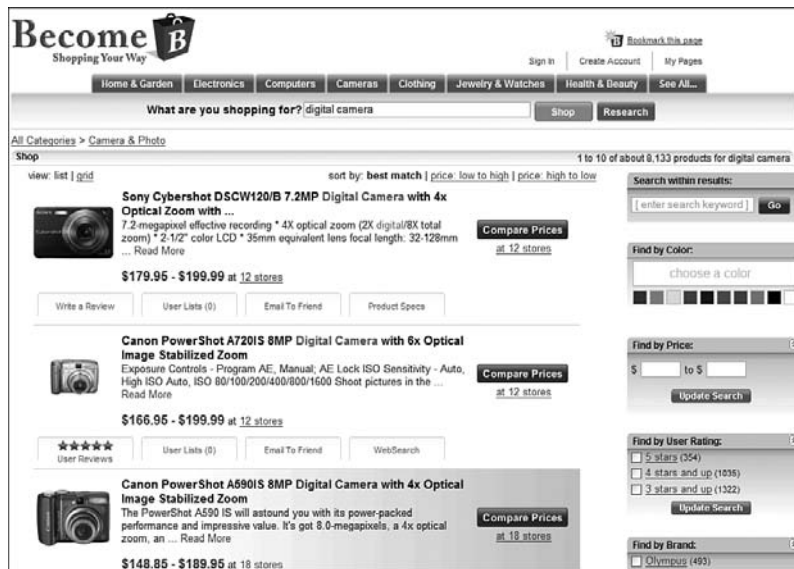 Become B
Shopping Your Way
Bookmark this page
Sign In | Create Account | My Pages
Home & Garden Electronics Computers Cameras Clothing Jewelry & Watches Health & Beauty See All...
What are you shopping for? digital camera Shop Research
All Categories > Camera & Photo
Shop 1 to 10 of about 8,133 products for digital camera
view: list | grid sort by: best match | price: low to high | price: high to low
Sony Cybershot DSCW120/B 7.2MP Digital Camera with 4x
Optical Zoom with ...
7.2-megapixel effective recording * 4X optical zoom (2X digital/8X total
zoom) * 2-1/2" color LCD * 35mm equivalent lens focal length: 32-128mm
... Read More
$179.95 - $199.99 at 12 stores
Compare Prices
at 12 stores
Write a Review User Lists (0) Email To Friend Product Specs
Canon PowerShot A720IS 8MP Digital Camera with 6x Optical
Image Stabilized Zoom
Exposure Controls - Program AE, Manual; AE Lock ISO Sensitivity - Auto,
High ISO Auto, ISO 80/100/200/400/800/1600 Shoot pictures in the ...
Read More
$166.95 - $199.99 at 12 stores
Compare Prices
at 12 stores
User Reviews User Lists (0) Email To Friend WebSearch
Canon PowerShot A590IS 8MP Digital Camera with 4x Optical
Image Stabilized Zoom
The PowerShot A590 IS will astound you with its power-packed
performance and impressive value. It's got 8.0-megapixels, a 4x optical
zoom, an ... Read More
$148.85 - $189.95 at 18 stores
Compare Prices
at 18 stores
Search within results:
[ enter search keyword ] Go
Find by Color:
choose a color
Find by Price:
$ to $
Update Search
Find by User Rating:
5 stars (354)
4 stars and up (1035)
3 stars and up (1322)
Update Search
Find by Brand:
Olympus (493)